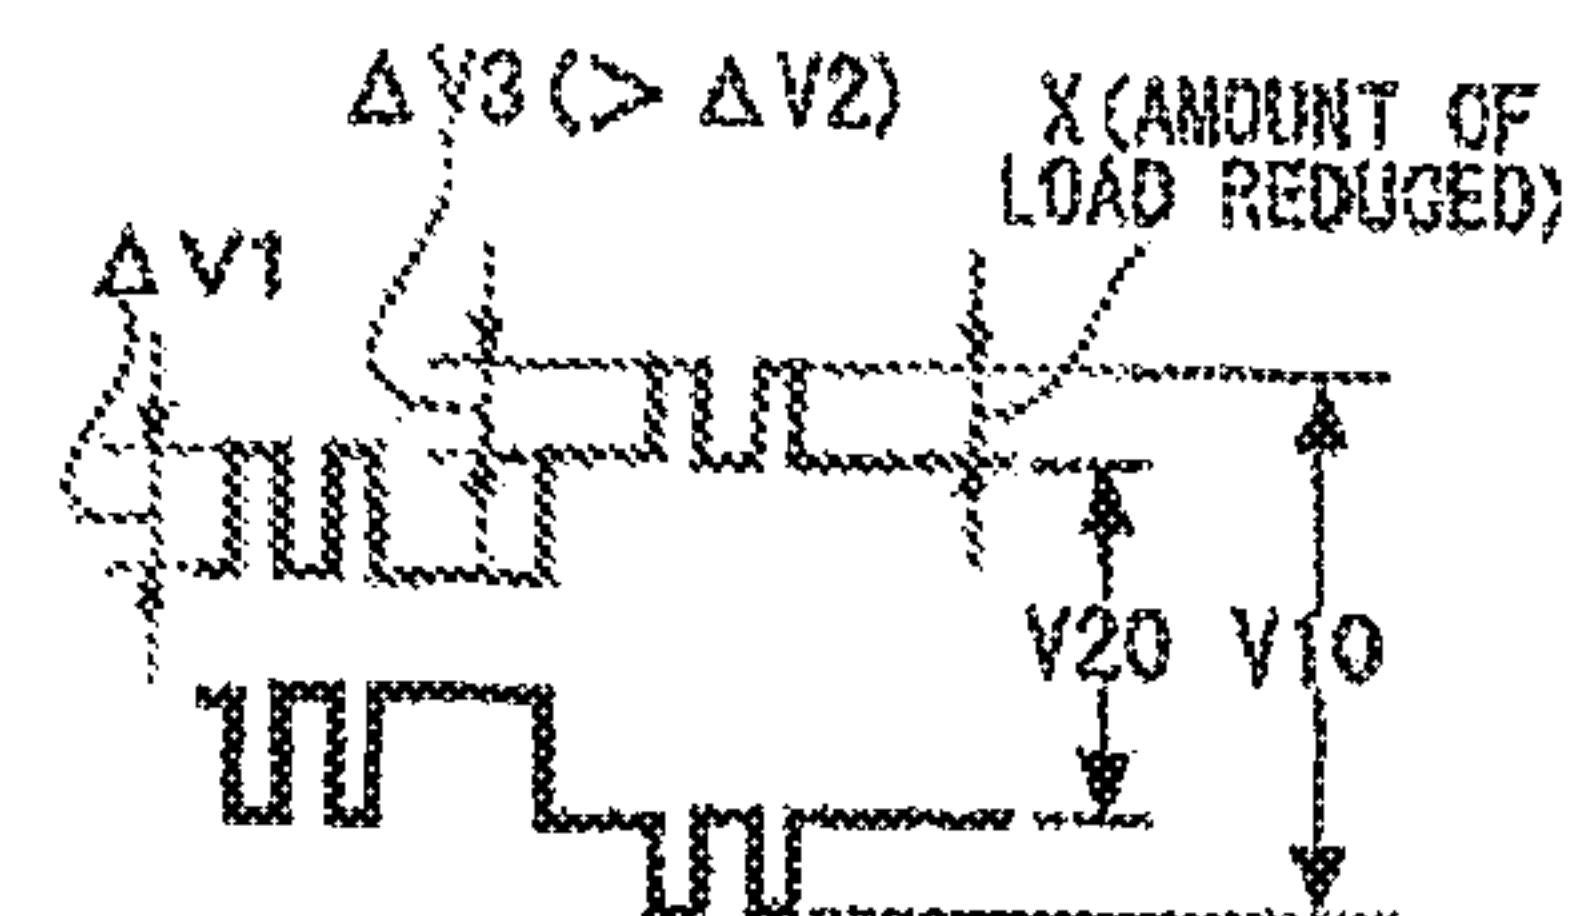 ΔV3(> ΔV2)
X(AMOUNT OF
LOAD REDUCED)
ΔV1
V20
V10